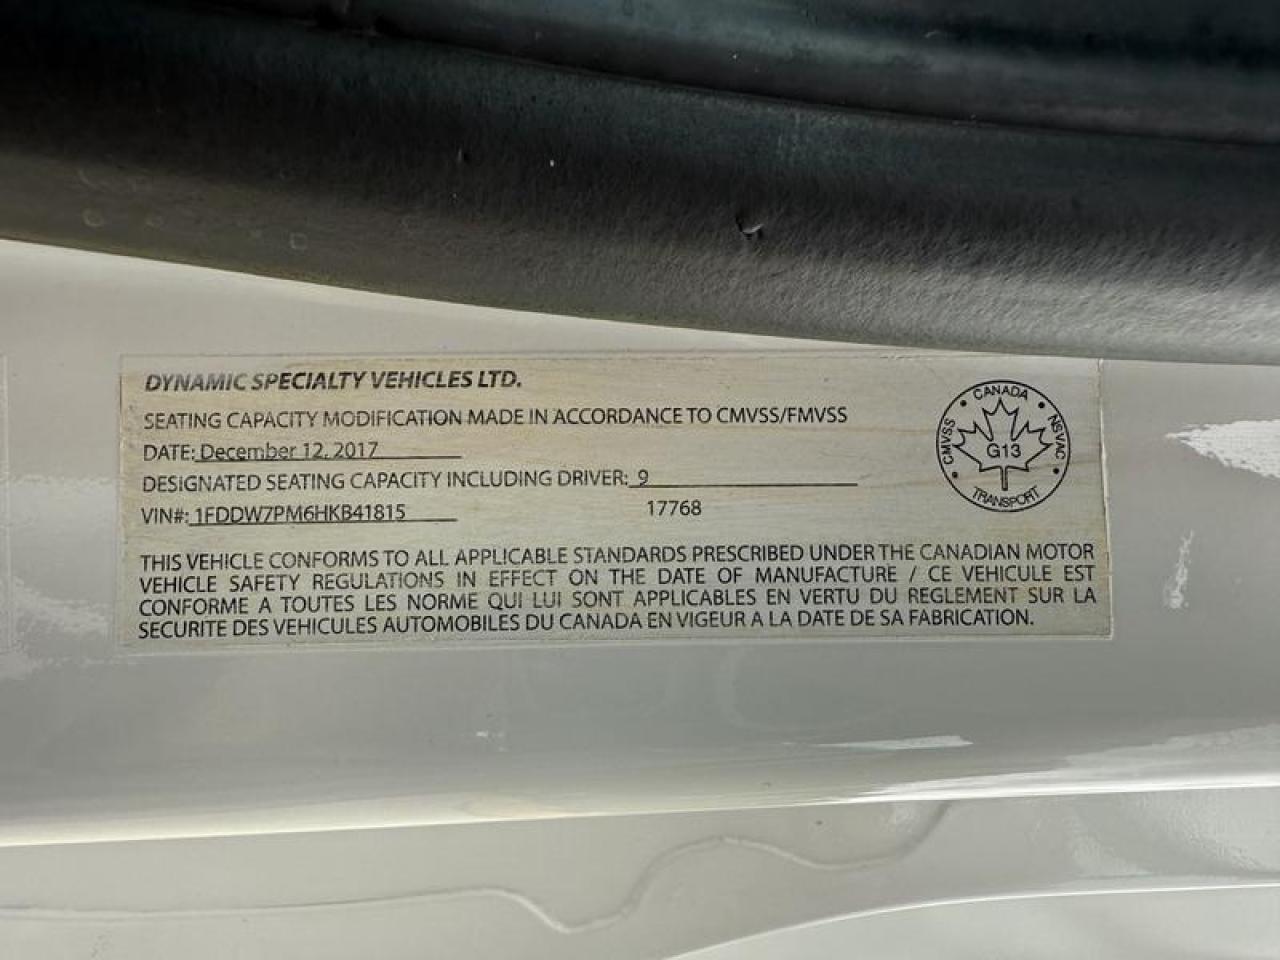 DYNAMIC SPECIALTY VEHICLES LTD.
SEATING CAPACITY MODIFICATION MADE IN ACCORDANCE TO CMVSS/FMVSS
DATE: December 12, 2017
DESIGNATED SEATING CAPACITY INCLUDING DRIVER: 9
VIN#: 1FDDW7PM6HKB41815 17768
CANADA
CMVSS G13 NSVAC
TRANSPORT
THIS VEHICLE CONFORMS TO ALL APPLICABLE STANDARDS PRESCRIBED UNDER THE CANADIAN MOTOR
VEHICLE SAFETY REGULATIONS IN EFFECT ON THE DATE OF MANUFACTURE / CE VEHICULE EST
CONFORME A TOUTES LES NORME QUI LUI SONT APPLICABLES EN VERTU DU REGLEMENT SUR LA
SECURITE DES VEHICULES AUTOMOBILES DU CANADA EN VIGEUR A LA DATE DE SA FABRICATION.